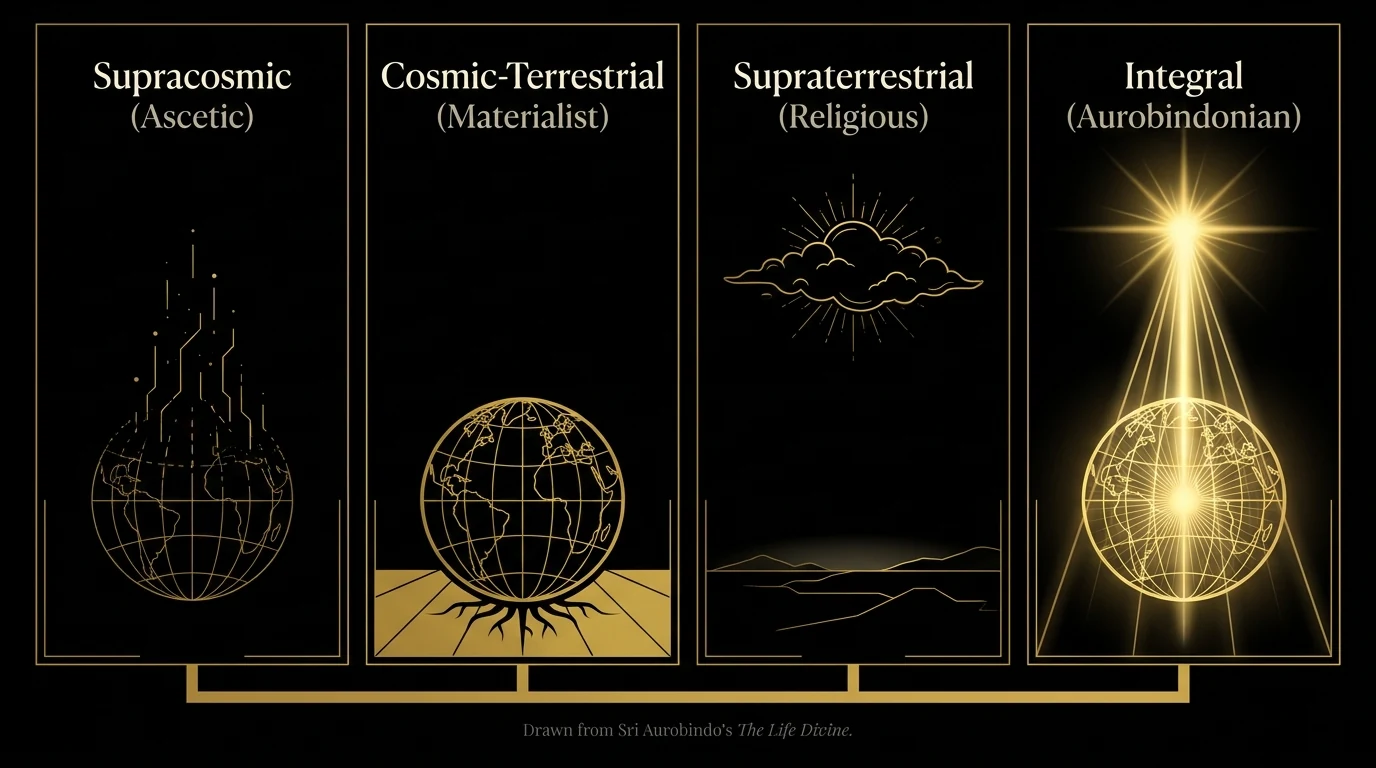 Supracosmic
(Ascetic)
Cosmic-Terrestrial
(Materialist)
Supraterrestrial
(Religious)
Integral
(Aurobindonian)
Drawn from Sri Aurobindo's The Life Divine.